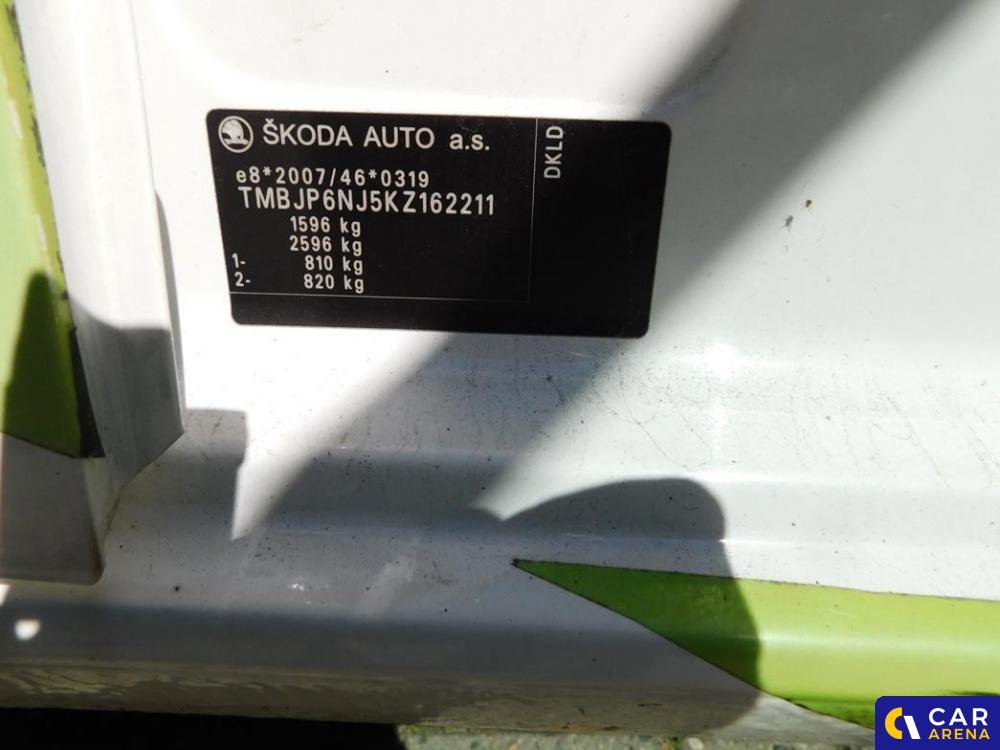 ŠKODA AUTO a.s.
DKLD
e8*2007/46*0319
TMBJP6NJ5KZ162211
1596 kg
2596 kg
1- 810 kg
2- 820 kg
CAR
ARENA